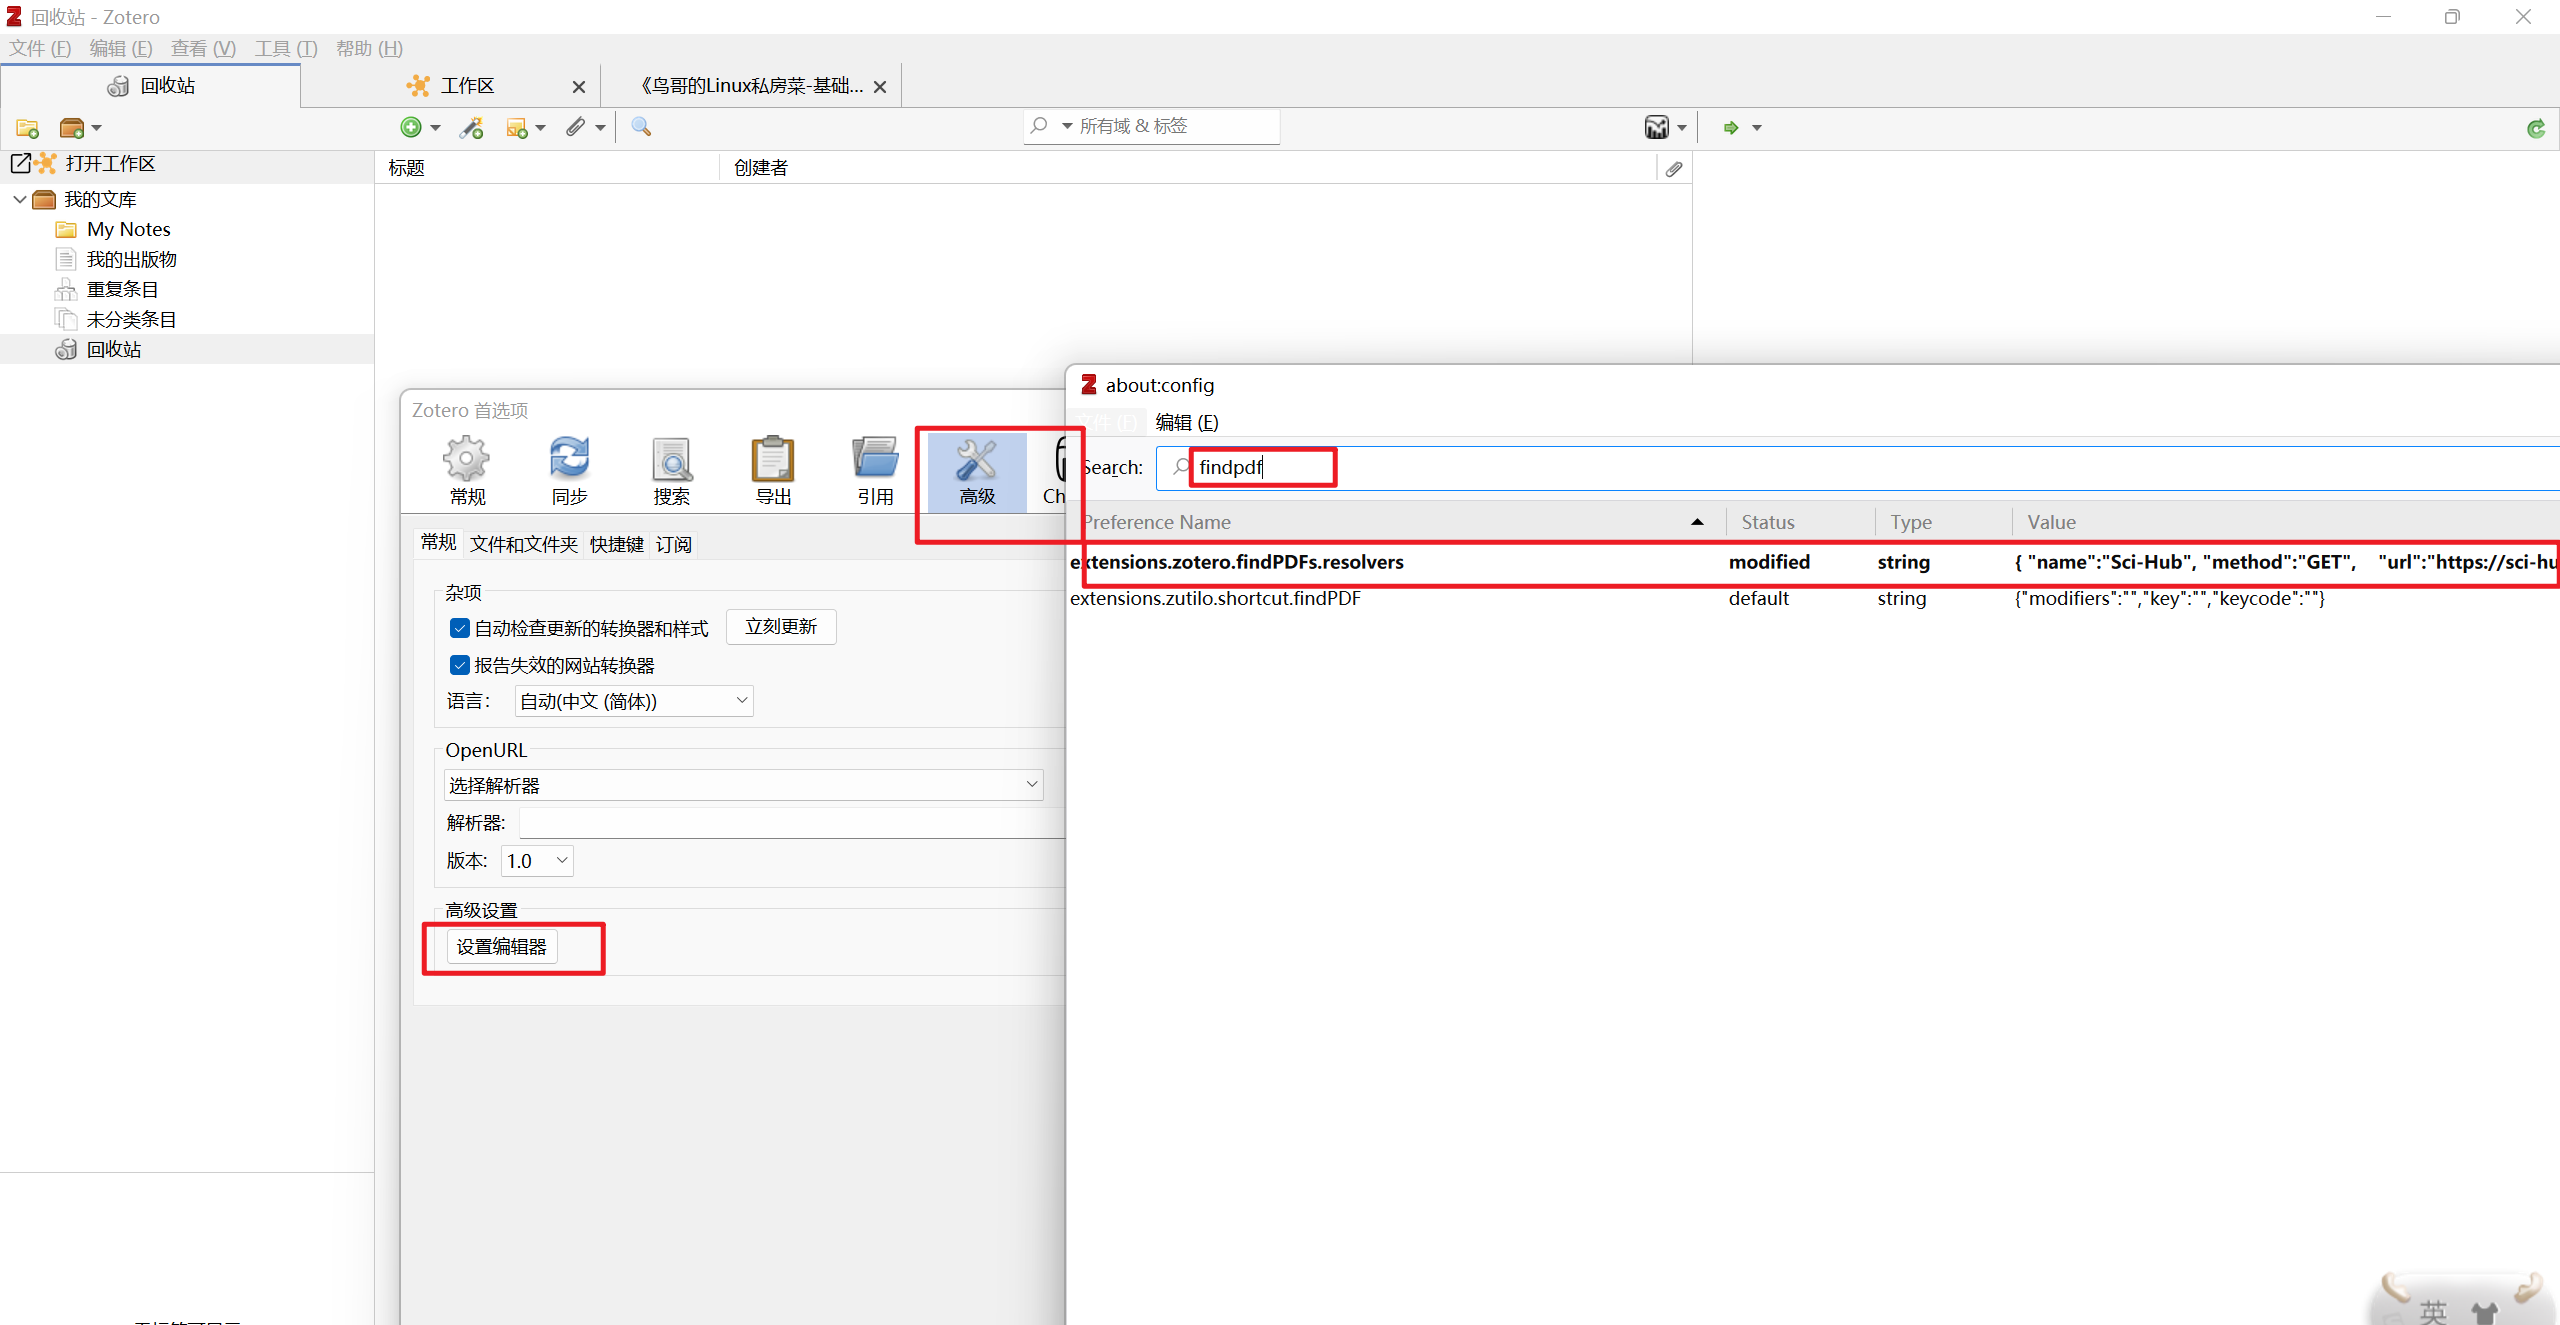 回收站 - Zotero
文件 (F) 编辑 (E) 查看 (V) 工具 (T) 帮助 (H)
回收站 工作区 《鸟哥的Linux私房菜-基础...
所有域 & 标签
打开工作区
标题 创建者
我的文库
My Notes
我的出版物
重复条目
未分类条目
回收站
Zotero 首选项
常规 同步 搜索 导出 引用 高级 Ch
常规 文件和文件夹 快捷键 订阅
杂项
自动检查更新的转换器和样式 立刻更新
报告失效的网站转换器
语言: 自动(中文 (简体))
OpenURL
选择解析器
解析器:
版本: 1.0
高级设置
设置编辑器
about:config
文件 (F) 编辑 (E)
Search: findpdf
Preference Name Status Type Value
extensions.zotero.findPDFs.resolvers modified string { "name":"Sci-Hub", "method":"GET", "url":"https://sci-hu
extensions.zutilo.shortcut.findPDF default string {"modifiers":"","key":"","keycode":""}
英